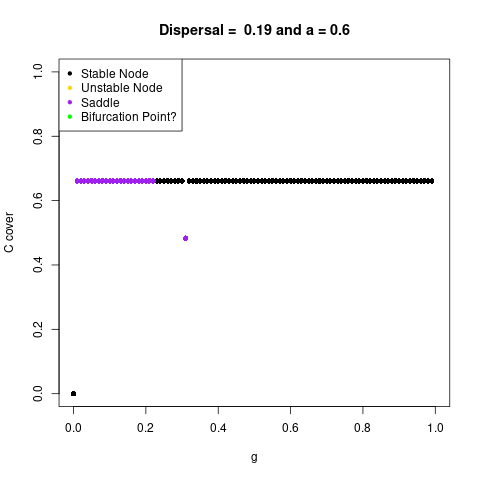 Dispersal =  0.19 and a = 0.6
Stable Node
Unstable Node
Saddle
Bifurcation Point?
C cover
1.0
0.8
0.6
0.4
0.2
0.0
0.0 0.2 0.4 0.6 0.8 1.0
g